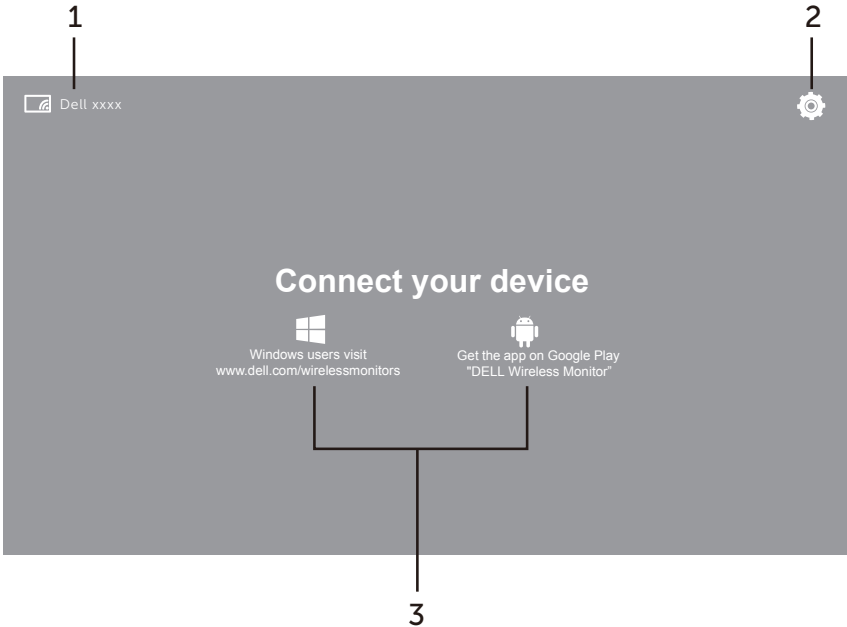 1
2
Dell xxxx
Connect your device
Windows users visit
www.dell.com/wirelessmonitors
Get the app on Google Play
"DELL Wireless Monitor”
3